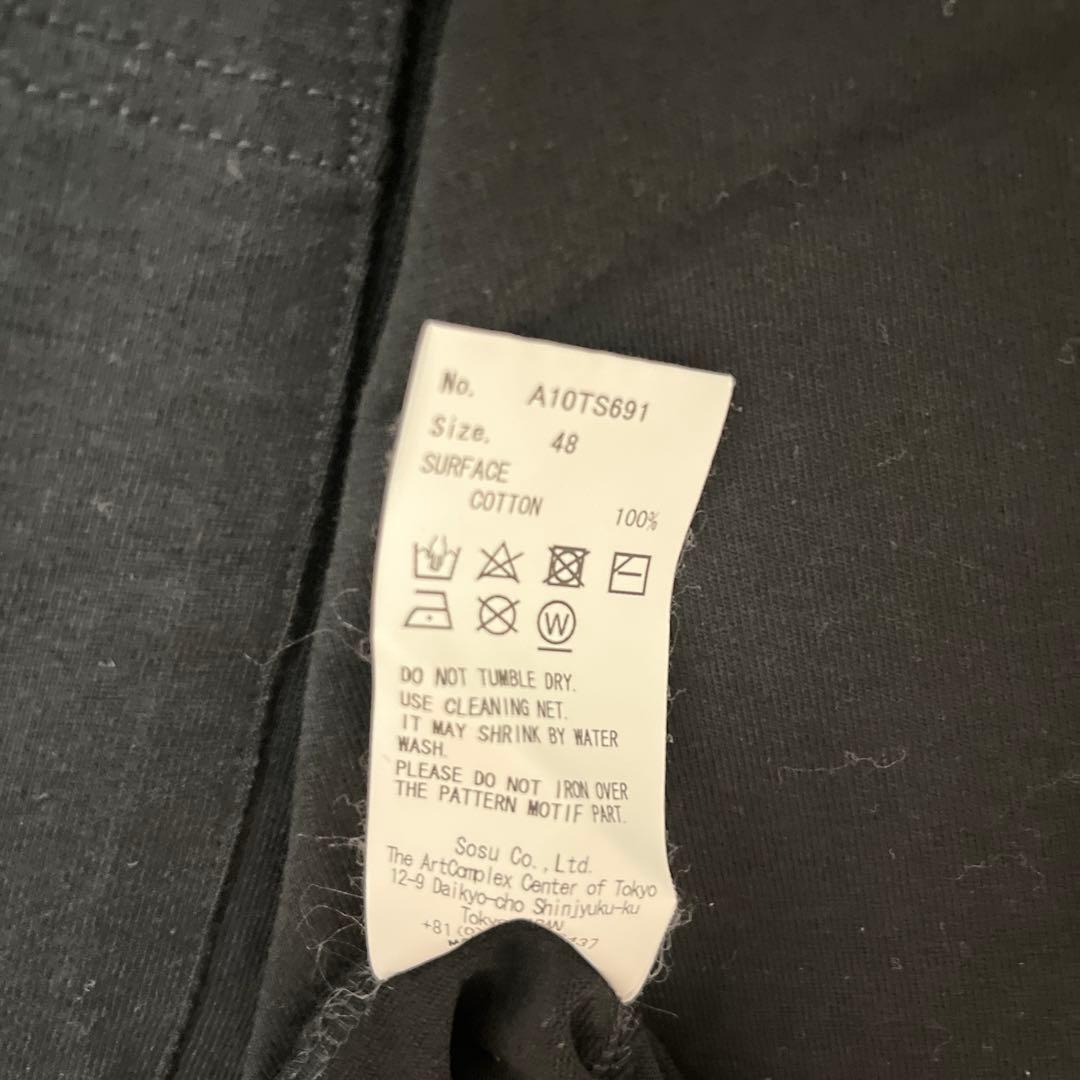 No. A10TS691
Size. 48
SURFACE
COTTON 100%
W
DO NOT TUMBLE DRY.
USE CLEANING NET.
IT MAY SHRINK BY WATER
WASH.
PLEASE DO NOT IRON OVER
THE PATTERN MOTIF PART.
Sosu Co.,Ltd.
The ArtComplex Center of Tokyo
12-9 Daikyo-cho Shinjyuku-ku
+81